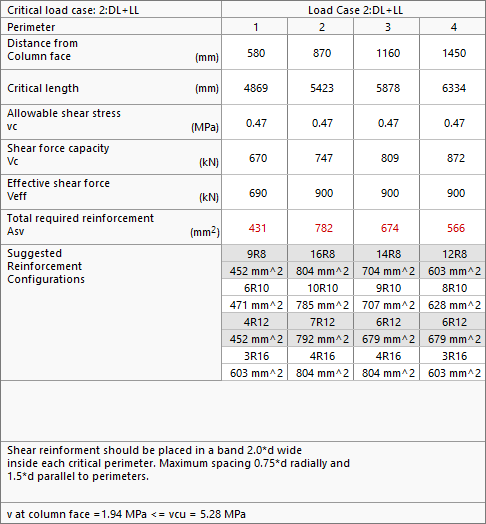 Critical load case: 2:DL+LL Load Case 2:DL+LL
Perimeter 1 2 3 4
Distance from
Column face (mm) 580 870 1160 1450
Critical length (mm) 4869 5423 5878 6334
Allowable shear stress
vc (MPa) 0.47 0.47 0.47 0.47
Shear force capacity
Vc (kN) 670 747 809 872
Effective shear force
Veff (kN) 690 900 900 900
Total required reinforcement
Asv (mm²) 431 782 674 566
Suggested
Reinforcement
Configurations
9R8 16R8 14R8 12R8
452 mm^2 804 mm^2 704 mm^2 603 mm^2
6R10 10R10 9R10 8R10
471 mm^2 785 mm^2 707 mm^2 628 mm^2
4R12 7R12 6R12 6R12
452 mm^2 792 mm^2 679 mm^2 679 mm^2
3R16 4R16 4R16 3R16
603 mm^2 804 mm^2 804 mm^2 603 mm^2
Shear reinforment should be placed in a band 2.0*d wide
inside each critical perimeter. Maximum spacing 0.75*d radially and
1.5*d parallel to perimeters.
v at column face =1.94 MPa <= vcu = 5.28 MPa